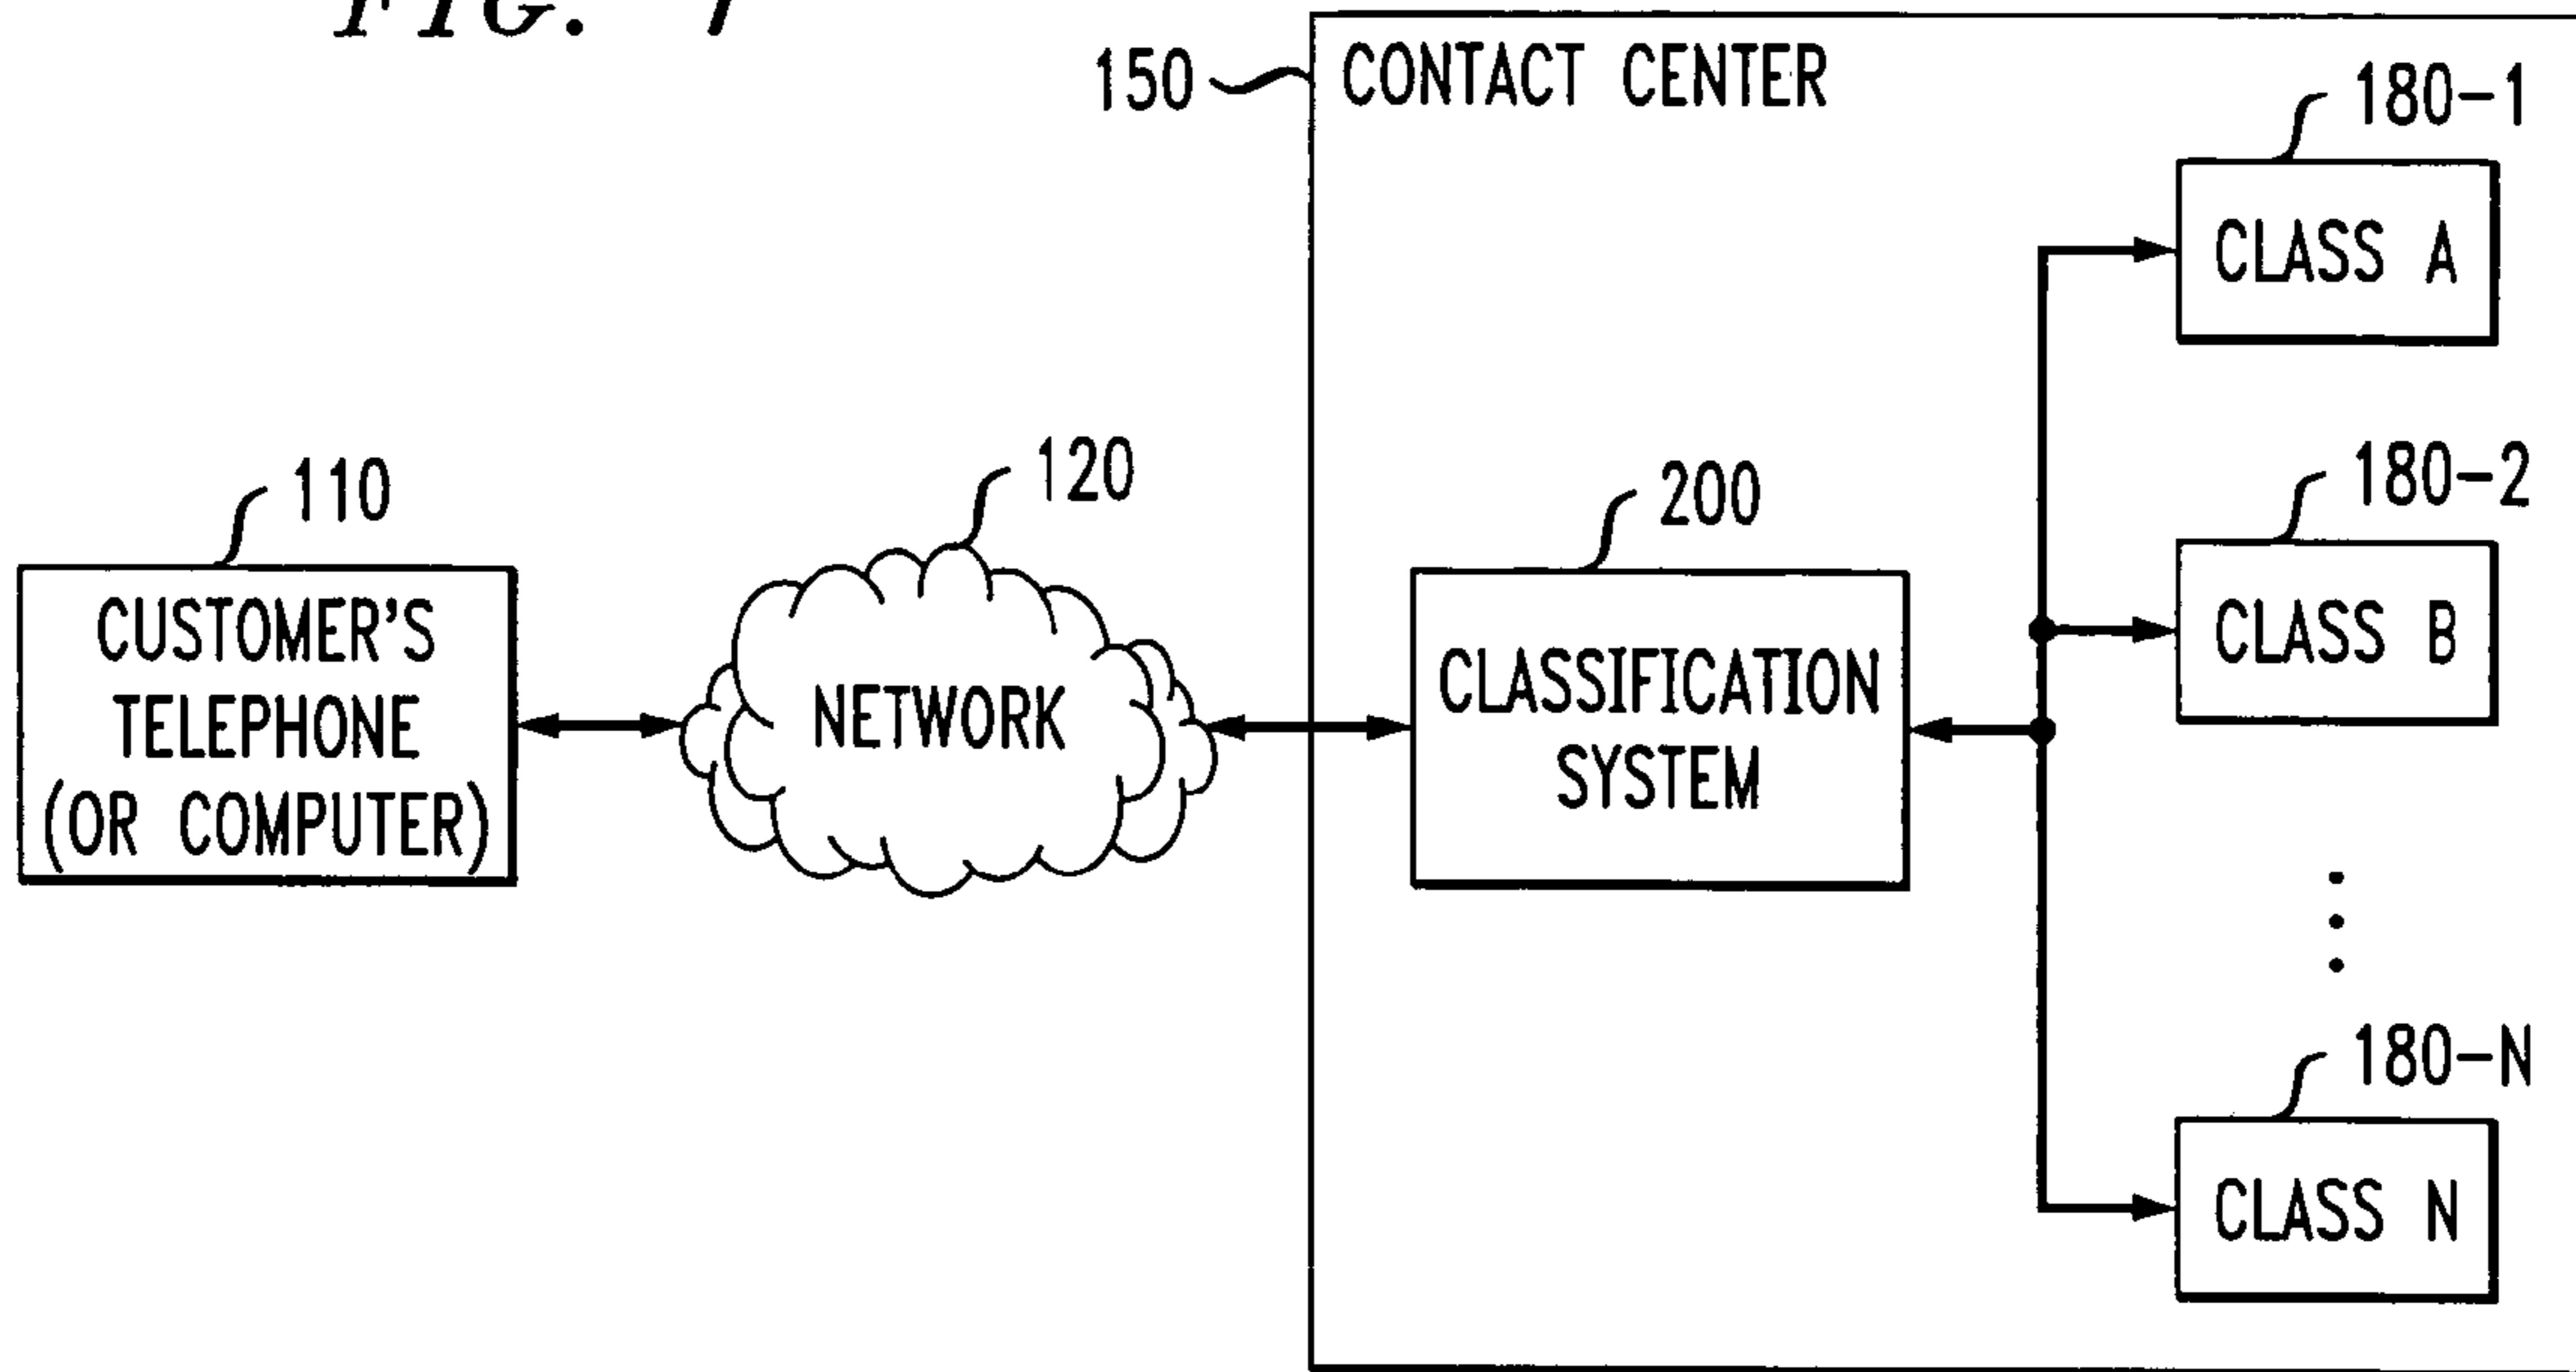 FIG. 1
150
CONTACT CENTER
180-1
CLASS A
110
CUSTOMER'S
TELEPHONE
(OR COMPUTER)
120
NETWORK
200
CLASSIFICATION
SYSTEM
180-2
CLASS B
180-N
CLASS N